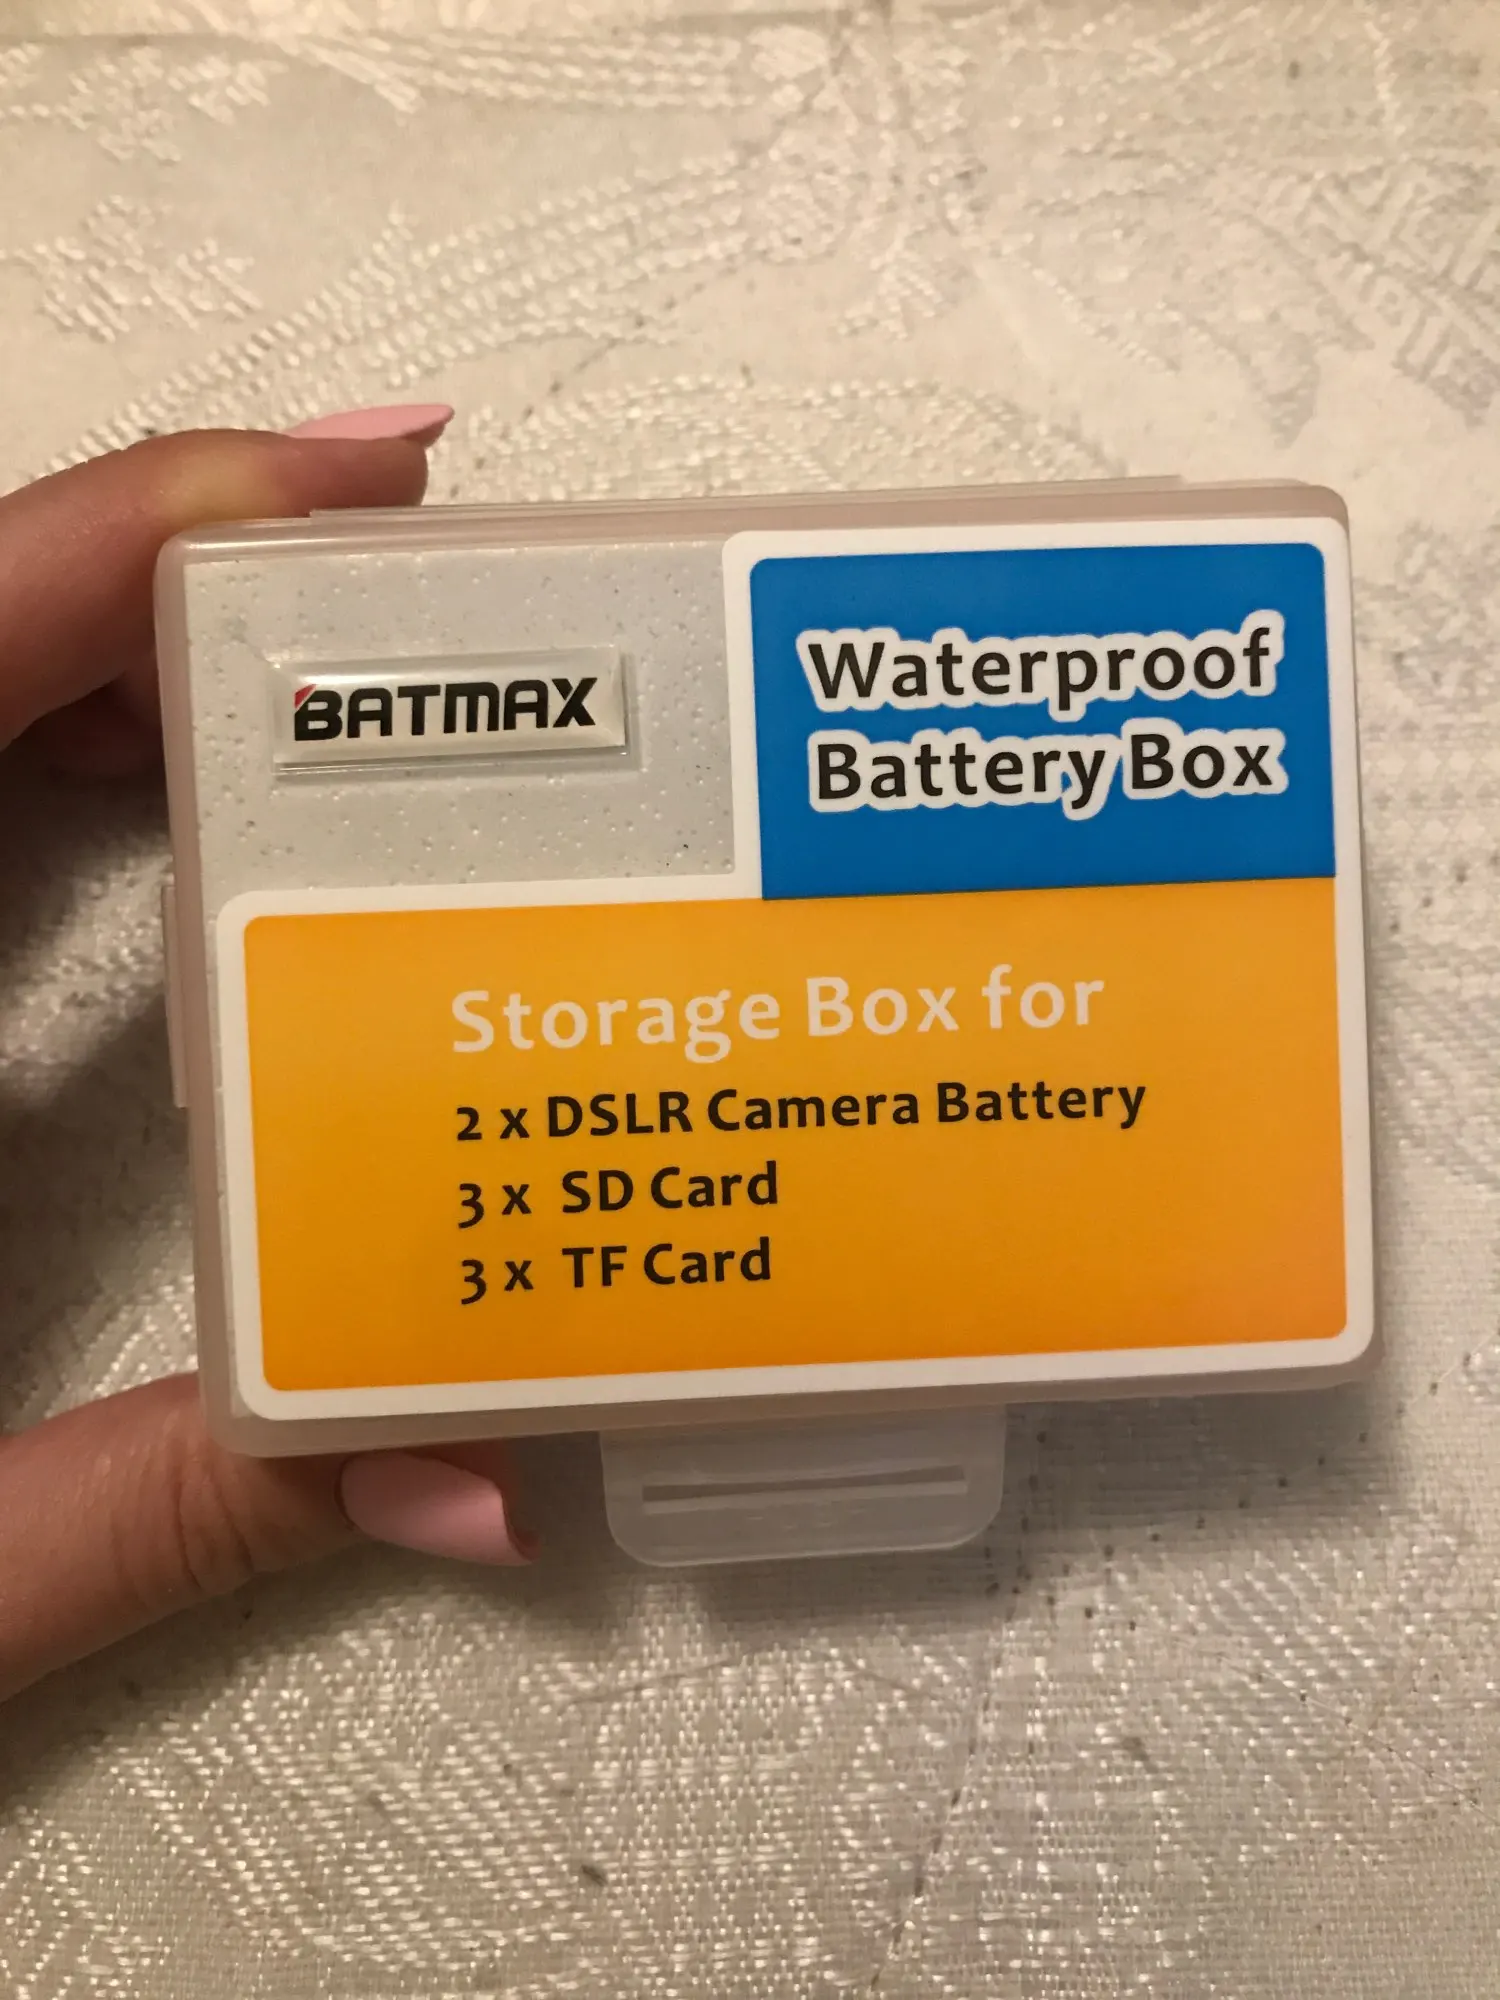 BATMAX
Waterproof
Battery Box
Storage Box for
2 x DSLR Camera Battery
3 x SD Card
3 x TF Card